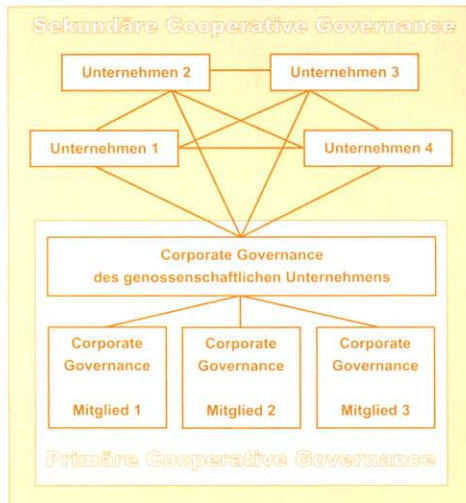 Sekundäre Cooperative Governance
Unternehmen 2
Unternehmen 3
Unternehmen 1
Unternehmen 4
Corporate Governance
des genossenschaftlichen Unternehmens
Corporate
Governance
Mitglied 1
Corporate
Governance
Mitglied 2
Corporate
Governance
Mitglied 3
Primäre Cooperative Governance